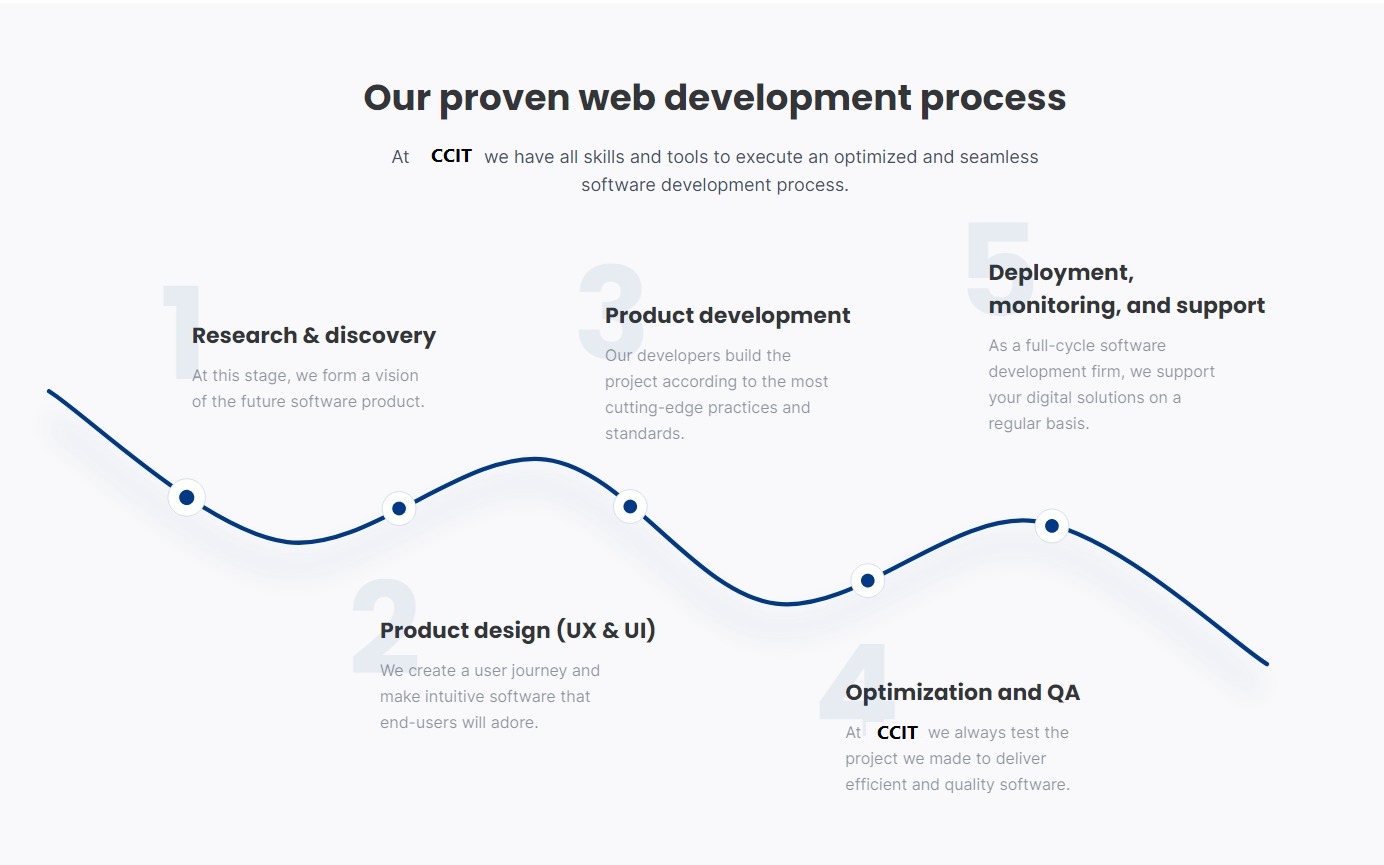 Our proven web development process
At CCIT we have all skills and tools to execute an optimized and seamless
software development process.
1
Research & discovery
At this stage, we form a vision
of the future software product.
2
Product design (UX & UI)
We create a user journey and
make intuitive software that
end-users will adore.
3
Product development
Our developers build the
project according to the most
cutting-edge practices and
standards.
4
Optimization and QA
At CCIT we always test the
project we made to deliver
efficient and quality software.
5
Deployment,
monitoring, and support
As a full-cycle software
development firm, we support
your digital solutions on a
regular basis.